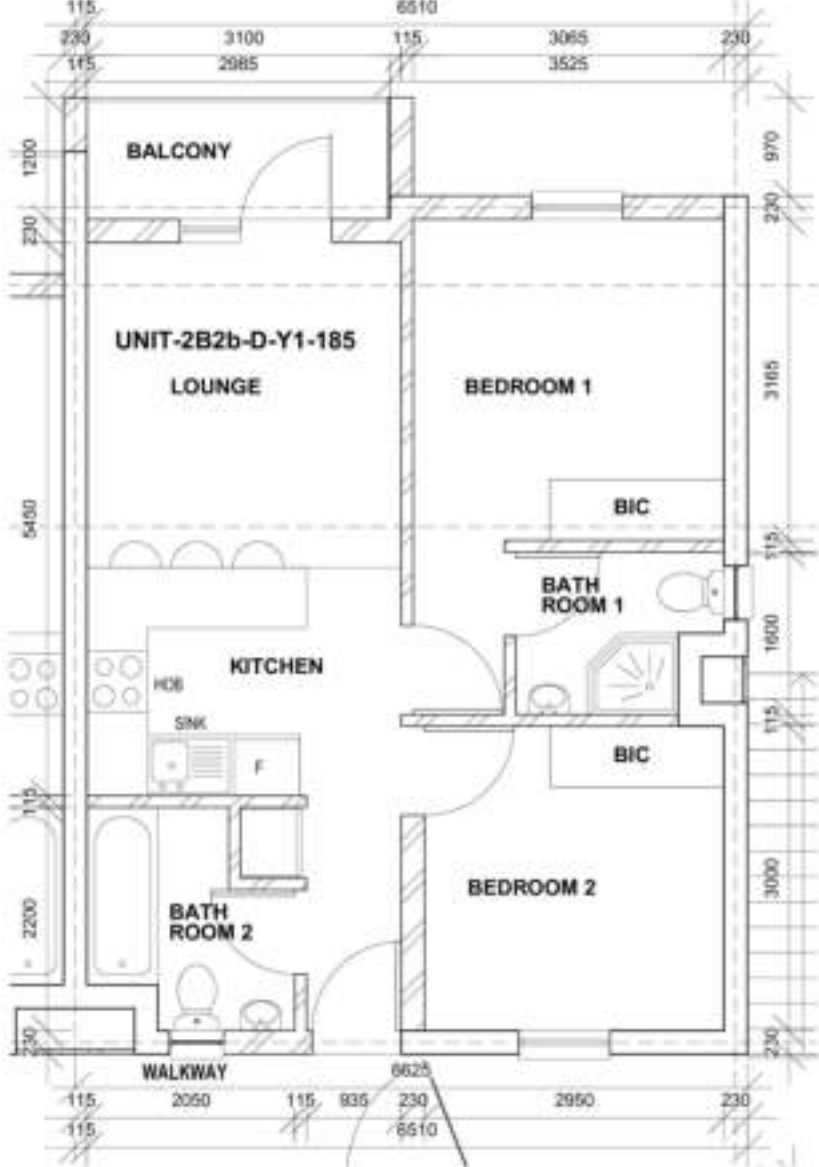 115 6510
230 3100 115 3065 230
115 2985 3525
1200
BALCONY
970
230
230
UNIT-2B2b-D-Y1-185
LOUNGE
BEDROOM 1
3165
5450
BIC
115
BATH
ROOM 1
1600
KITCHEN
HOB
SINK
F
115
BIC
115
2200
BATH
ROOM 2
BEDROOM 2
3000
230
230
WALKWAY
6625
115 2050 115 935 230 2950 230
115 6510